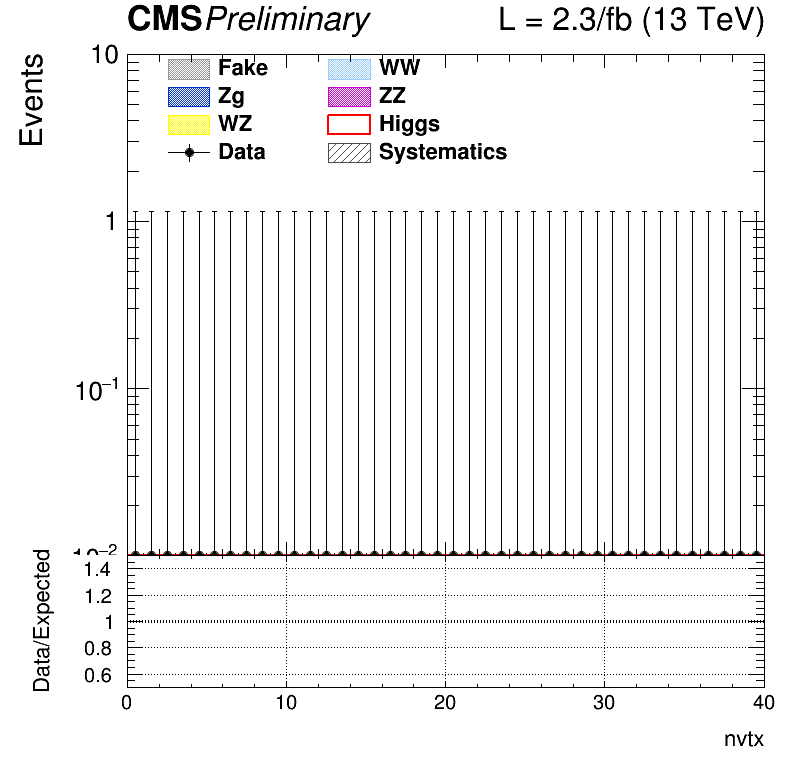 CMS Preliminary L = 2.3/fb (13 TeV)
Events
10
1
10⁻¹
10⁻²
Fake WW
Zg ZZ
WZ Higgs
Data Systematics
Data/Expected
1.4
1.2
1
0.8
0.6
0 10 20 30 40
nvtx